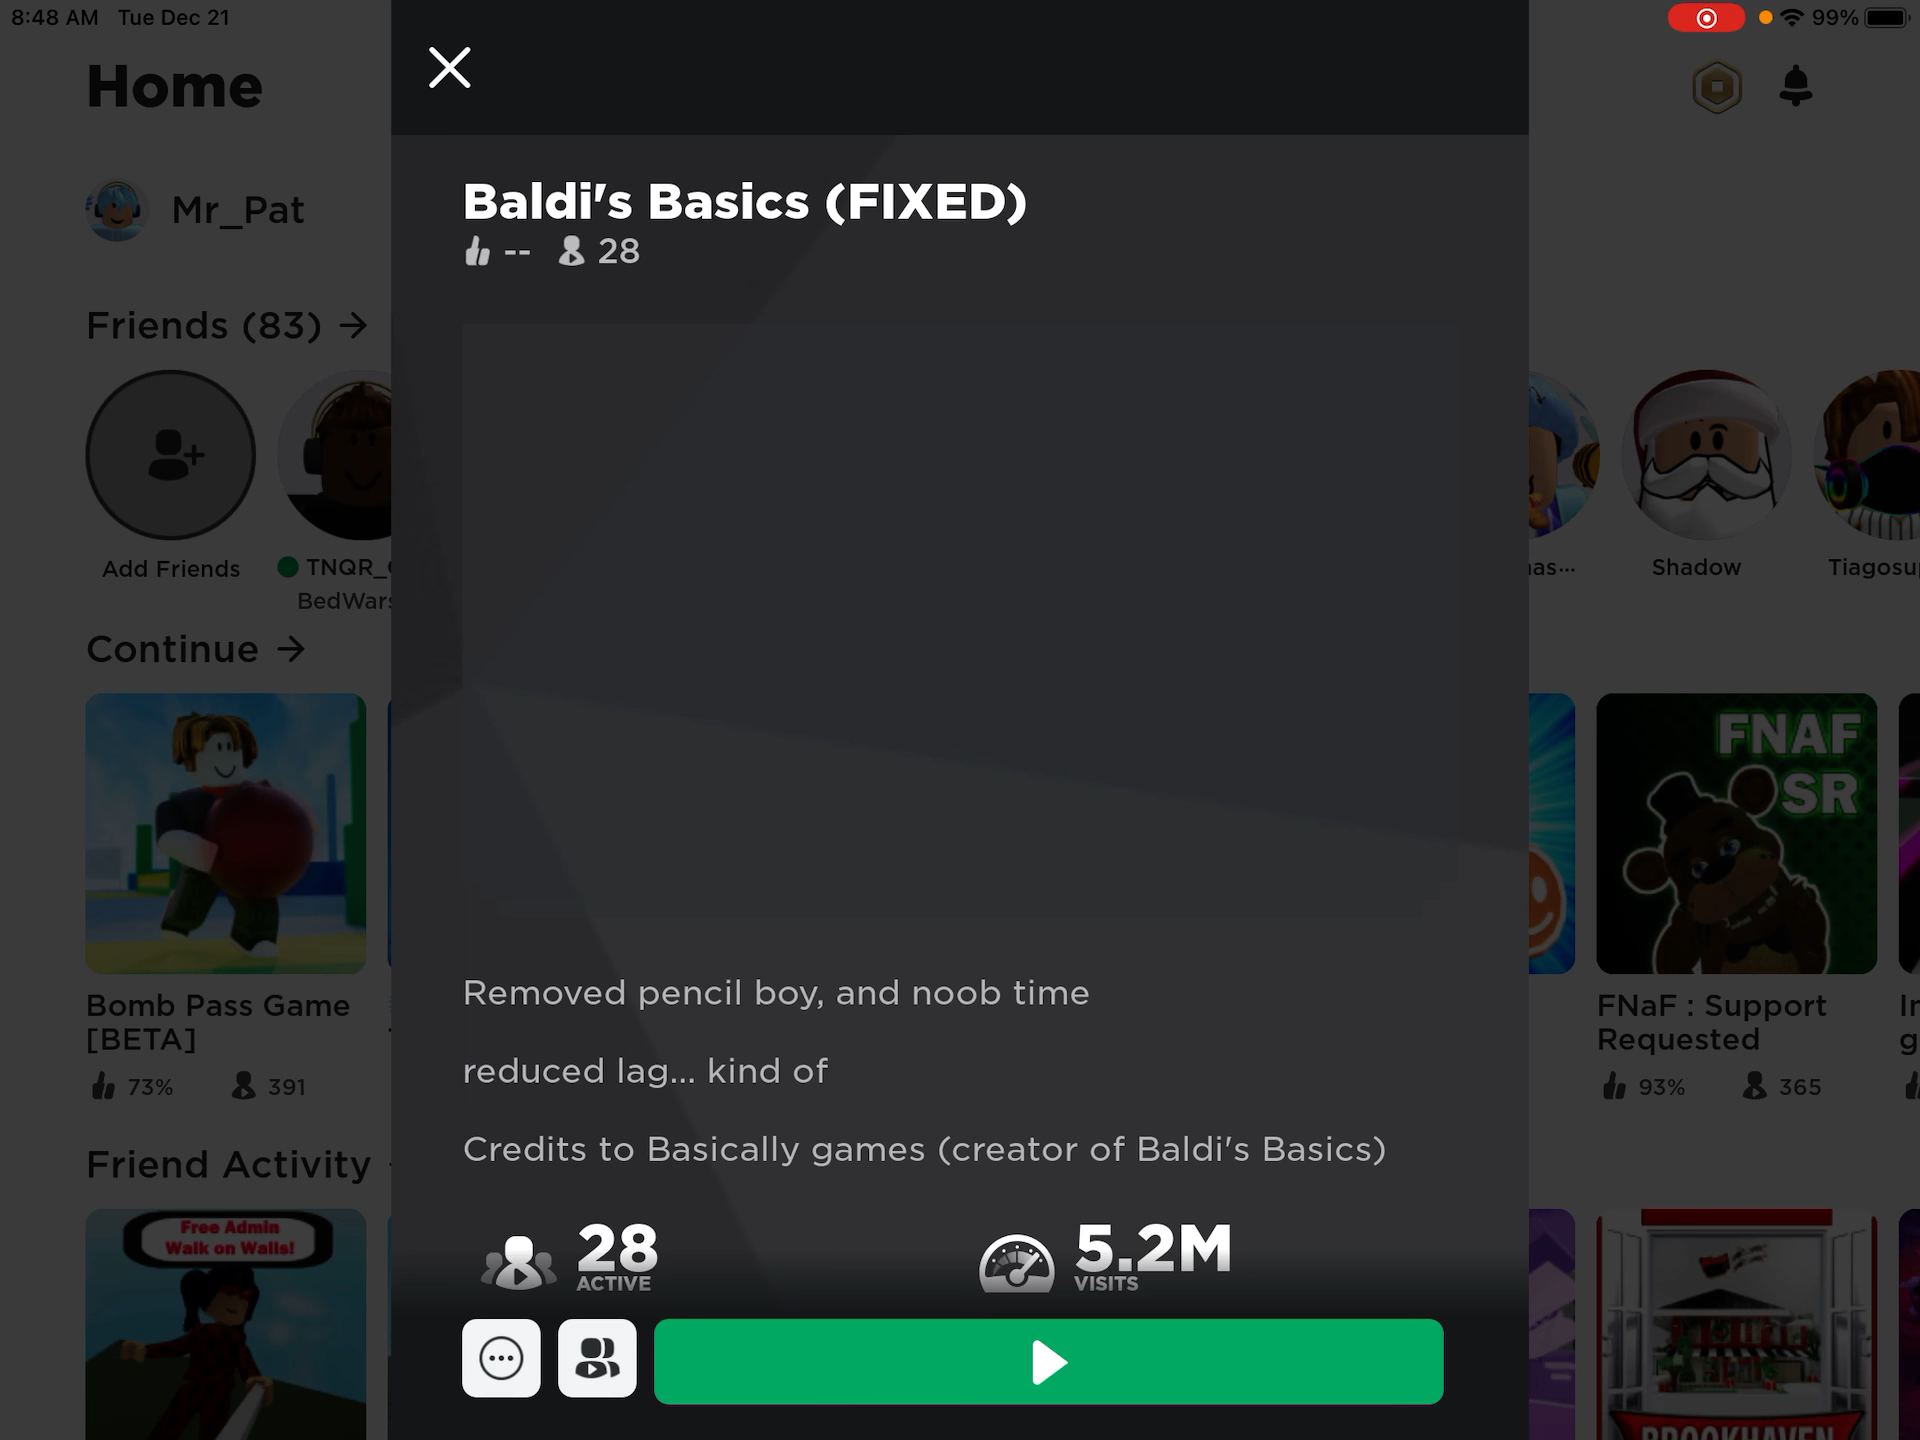 8:48 AM Tue Dec 21
99%
Home
Mr_Pat
Friends (83)
Add Friends
TNQR_
BedWars
Shadow
Continue
Bomb Pass Game
[BETA]
73% 391
Friend Activity
Free Admin
Walk on Walls!
Baldi's Basics (FIXED)
-- 28
Removed pencil boy, and noob time
reduced lag... kind of
Credits to Basically games (creator of Baldi's Basics)
28
ACTIVE
5.2M
VISITS
FNAF
SR
FNaF : Support
Requested
93% 365
BROOKHAVEN